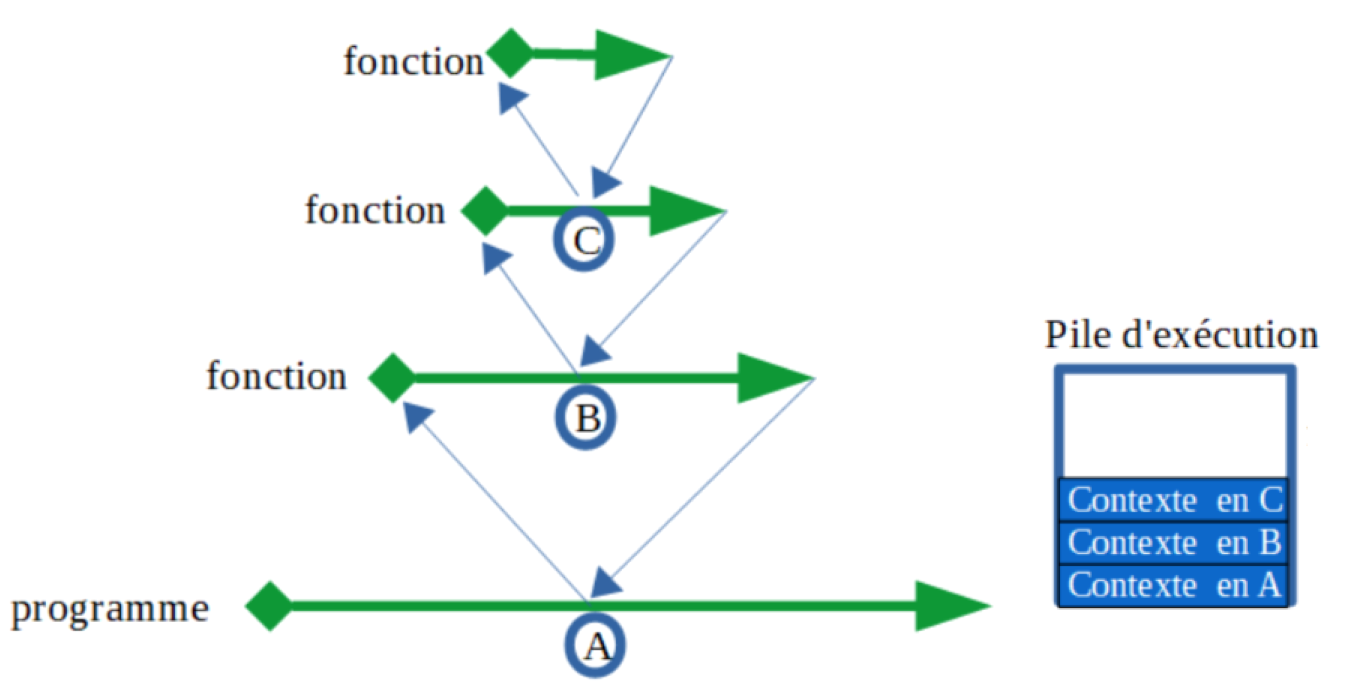 fonction
fonction
C
Pile d'exécution
fonction
B
Contexte en C
Contexte en B
Contexte en A
programme
A